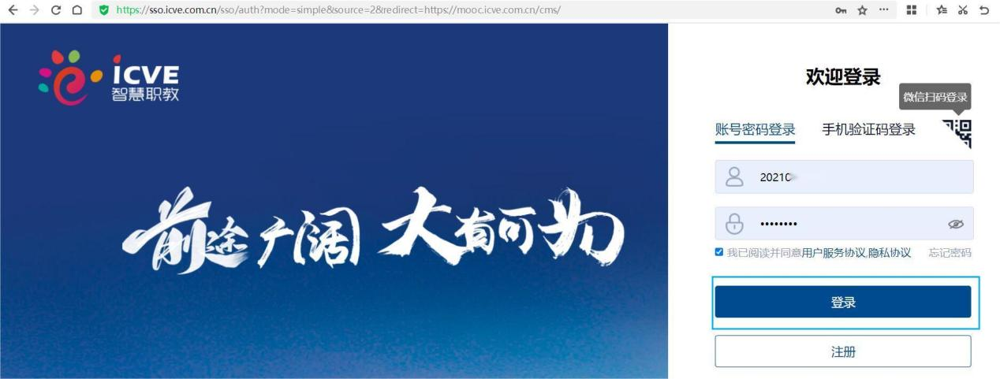 https://sso.icve.com.cn/sso/auth?mode=simple&source=2&redirect=https://mooc.icve.com.cn/cms/
icve
智慧职教
前途广阔 大有可为
欢迎登录
微信扫码登录
账号密码登录 手机验证码登录
20210
••••••••
我已阅读并同意用户服务协议,隐私协议 忘记密码
登录
注册